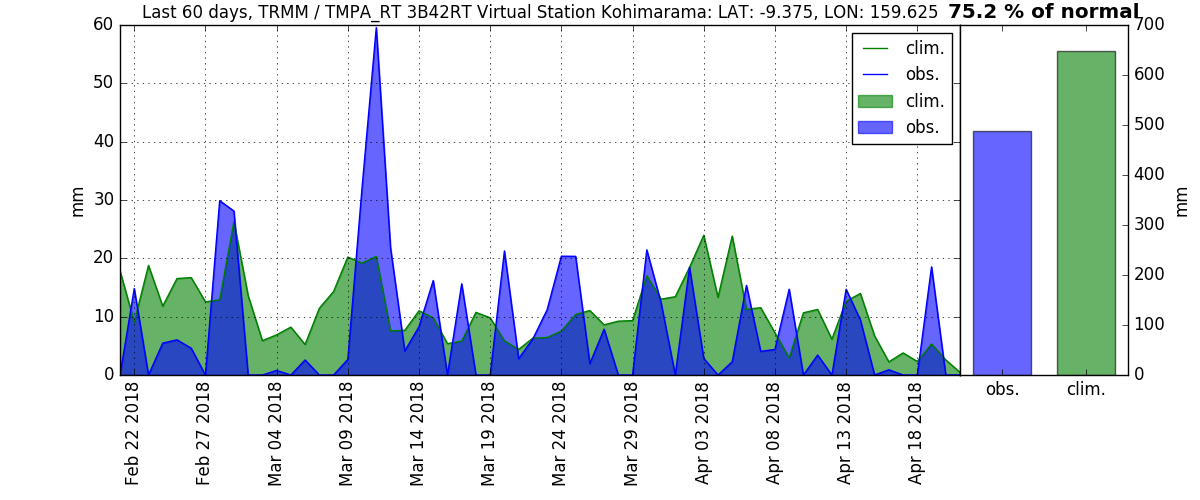 Last 60 days, TRMM / TMPA_RT 3B42RT Virtual Station Kohimarama: LAT: -9.375, LON: 159.625 75.2 % of normal
60
50
40
30
20
10
0
mm
clim.
obs.
clim.
obs.
Feb 22 2018
Feb 27 2018
Mar 04 2018
Mar 09 2018
Mar 14 2018
Mar 19 2018
Mar 24 2018
Mar 29 2018
Apr 03 2018
Apr 08 2018
Apr 13 2018
Apr 18 2018
700
600
500
400
300
200
100
0
mm
obs. clim.